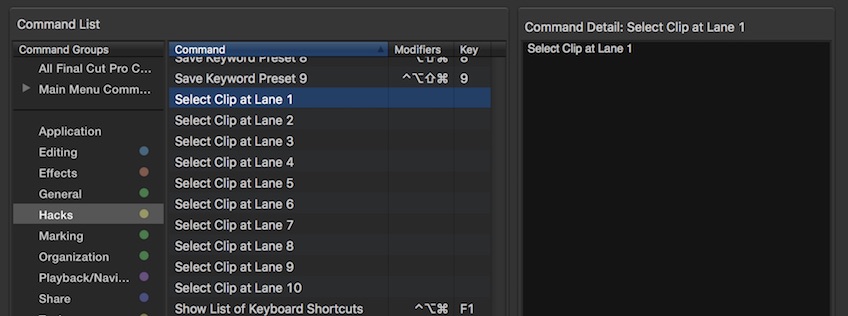 Command List
Command Groups
All Final Cut Pro C...
Main Menu Comm...
Application
Editing
Effects
General
Hacks
Marking
Organization
Playback/Navi...
Share
Command Modifiers Key
Save Keyword Preset 8 ⌥⇧⌘ 8
Save Keyword Preset 9 ^⌥⇧⌘ 9
Select Clip at Lane 1
Select Clip at Lane 2
Select Clip at Lane 3
Select Clip at Lane 4
Select Clip at Lane 5
Select Clip at Lane 6
Select Clip at Lane 7
Select Clip at Lane 8
Select Clip at Lane 9
Select Clip at Lane 10
Show List of Keyboard Shortcuts ^⌥⌘ F1
Command Detail: Select Clip at Lane 1
Select Clip at Lane 1